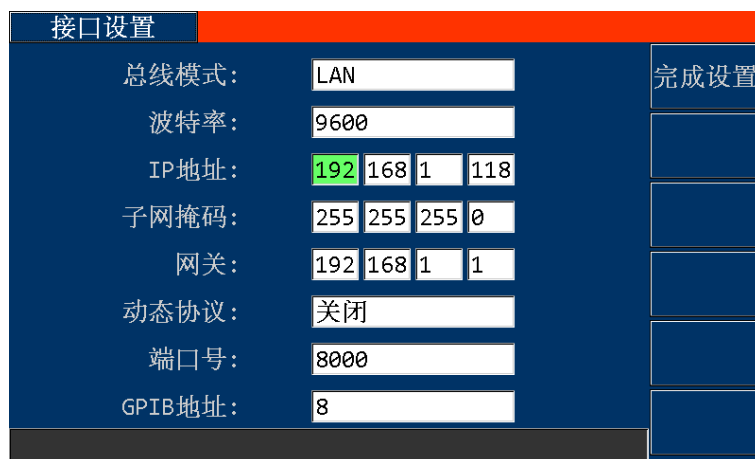 接口设置
总线模式: LAN 完成设置
波特率: 9600
IP地址: 192 168 1 118
子网掩码: 255 255 255 0
网关: 192 168 1 1
动态协议: 关闭
端口号: 8000
GPIB地址: 8